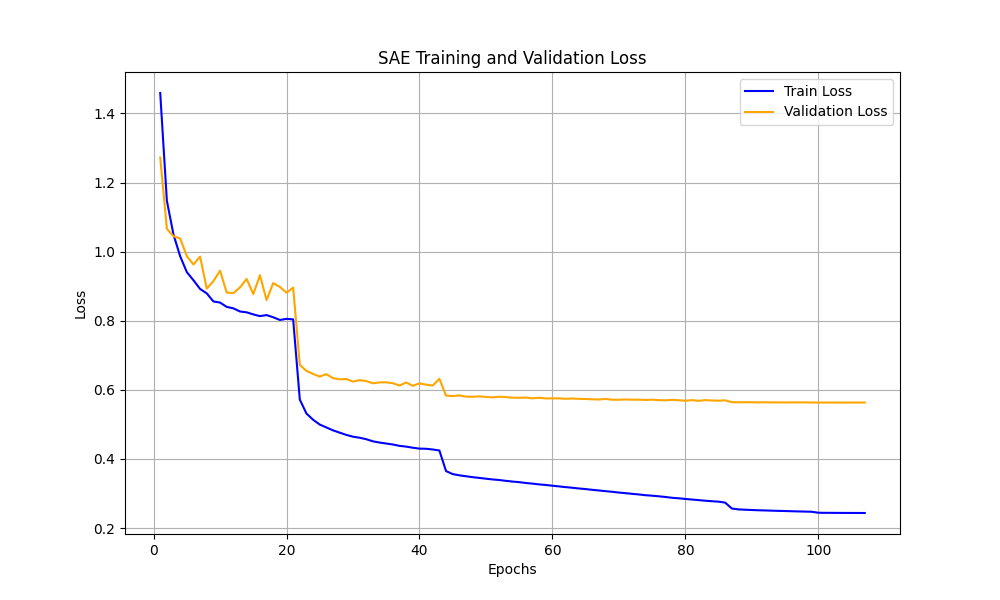 SAE Training and Validation Loss
Train Loss
Validation Loss
Loss
1.4
1.2
1.0
0.8
0.6
0.4
0.2
0 20 40 60 80 100
Epochs